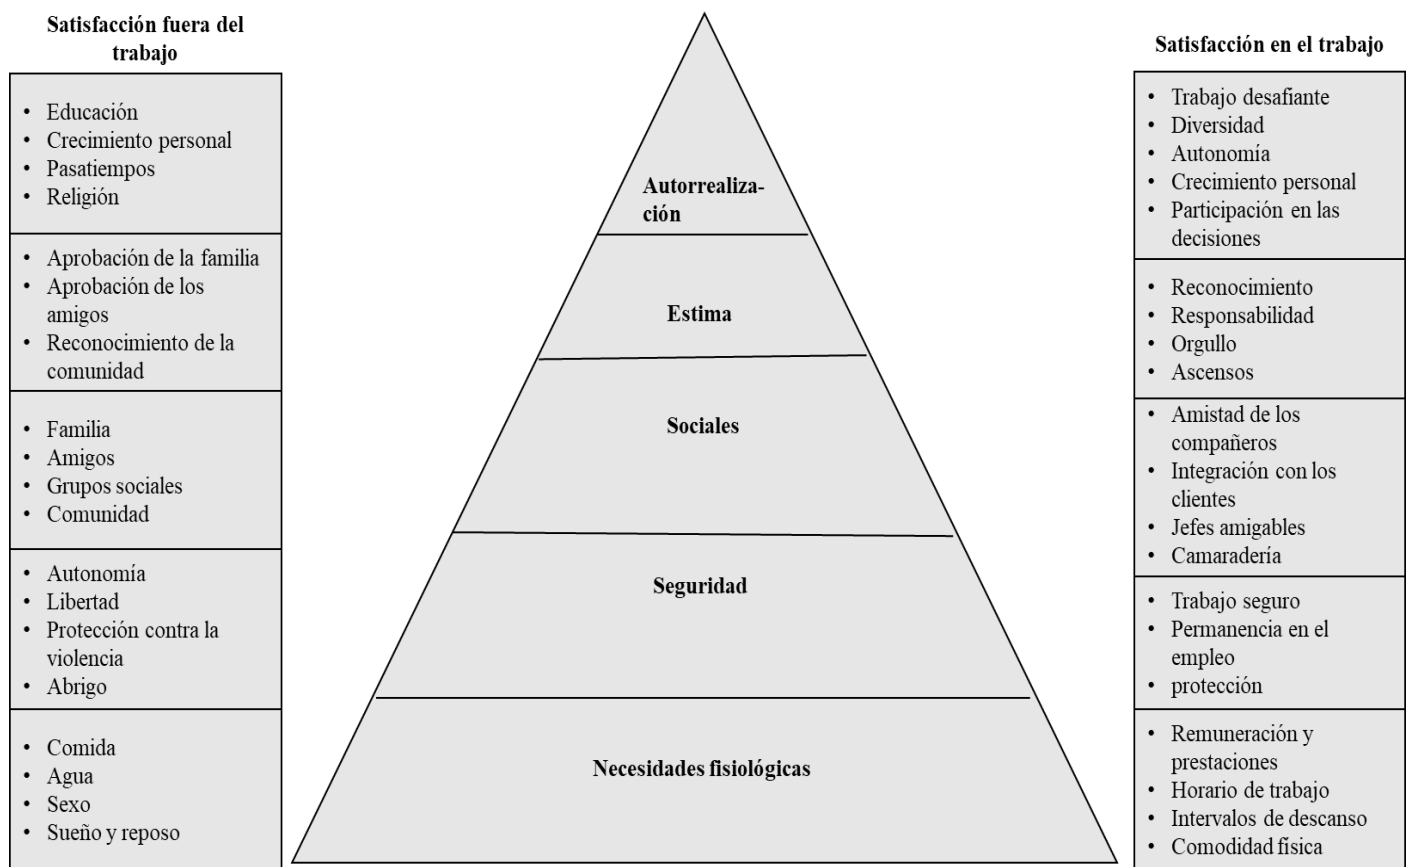 Satisfacción fuera del
trabajo
• Educación
• Crecimiento personal
• Pasatiempos
• Religión
• Aprobación de la familia
• Aprobación de los
amigos
• Reconocimiento de la
comunidad
• Familia
• Amigos
• Grupos sociales
• Comunidad
• Autonomía
• Libertad
• Protección contra la
violencia
• Abrigo
• Comida
• Agua
• Sexo
• Sueño y reposo
Autorrealiza-
ción
Estima
Sociales
Seguridad
Necesidades fisiológicas
Satisfacción en el trabajo
• Trabajo desafiante
• Diversidad
• Autonomía
• Crecimiento personal
• Participación en las
decisiones
• Reconocimiento
• Responsabilidad
• Orgullo
• Ascensos
• Amistad de los
compañeros
• Integración con los
clientes
• Jefes amigables
• Camaradería
• Trabajo seguro
• Permanencia en el
empleo
• protección
• Remuneración y
prestaciones
• Horario de trabajo
• Intervalos de descanso
• Comodidad física